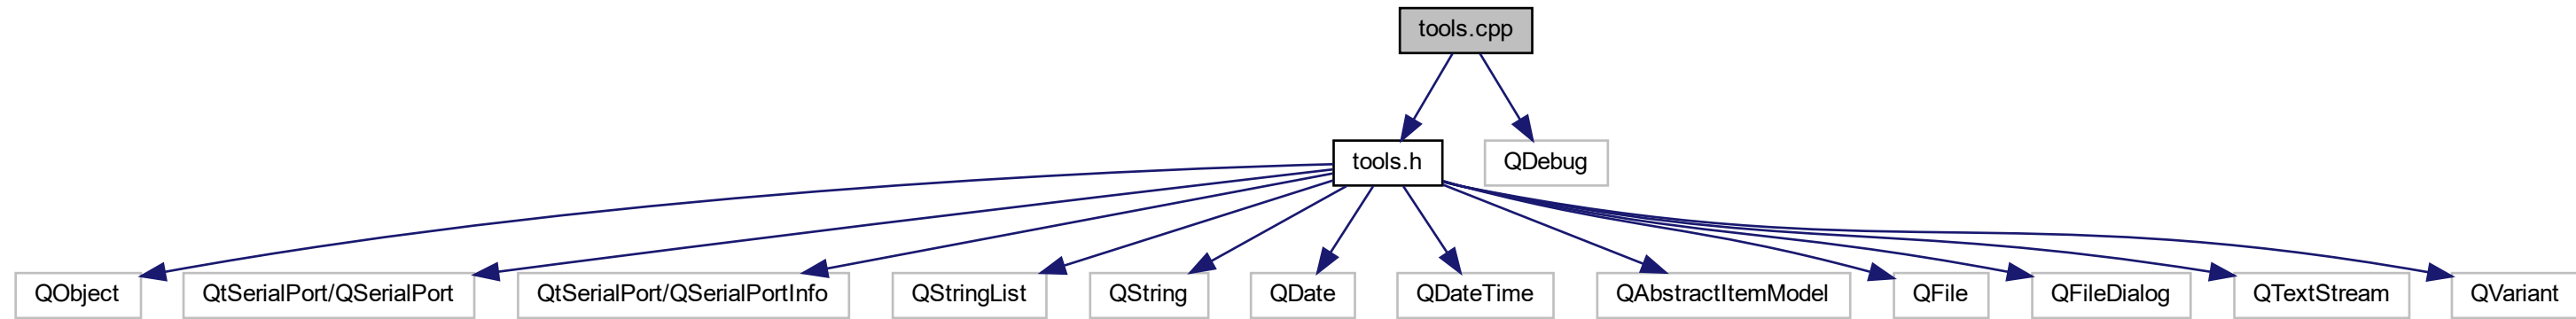 tools.cpp
tools.h
QDebug
QObject
QtSerialPort/QSerialPort
QtSerialPort/QSerialPortInfo
QStringList
QString
QDate
QDateTime
QAbstractItemModel
QFile
QFileDialog
QTextStream
QVariant